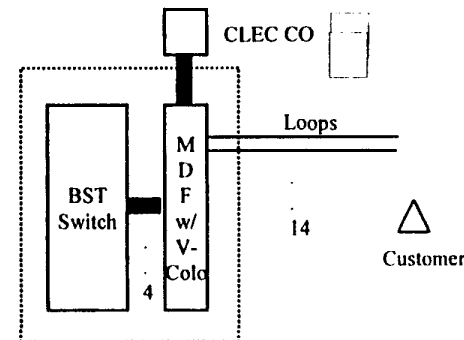 CLEC CO
Loops
M
D
F
w/
V-
Colo
BST
Switch
4
14
Customer